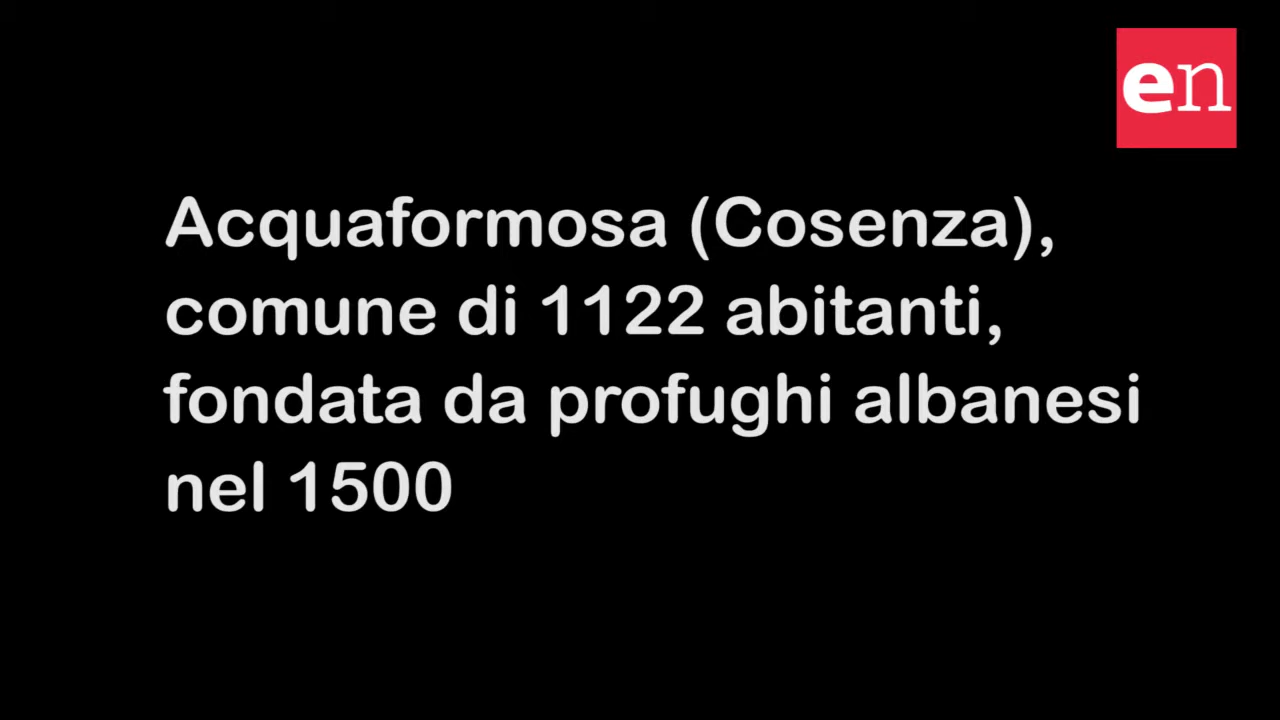 en
Acquaformosa (Cosenza),
comune di 1122 abitanti,
fondata da profughi albanesi
nel 1500